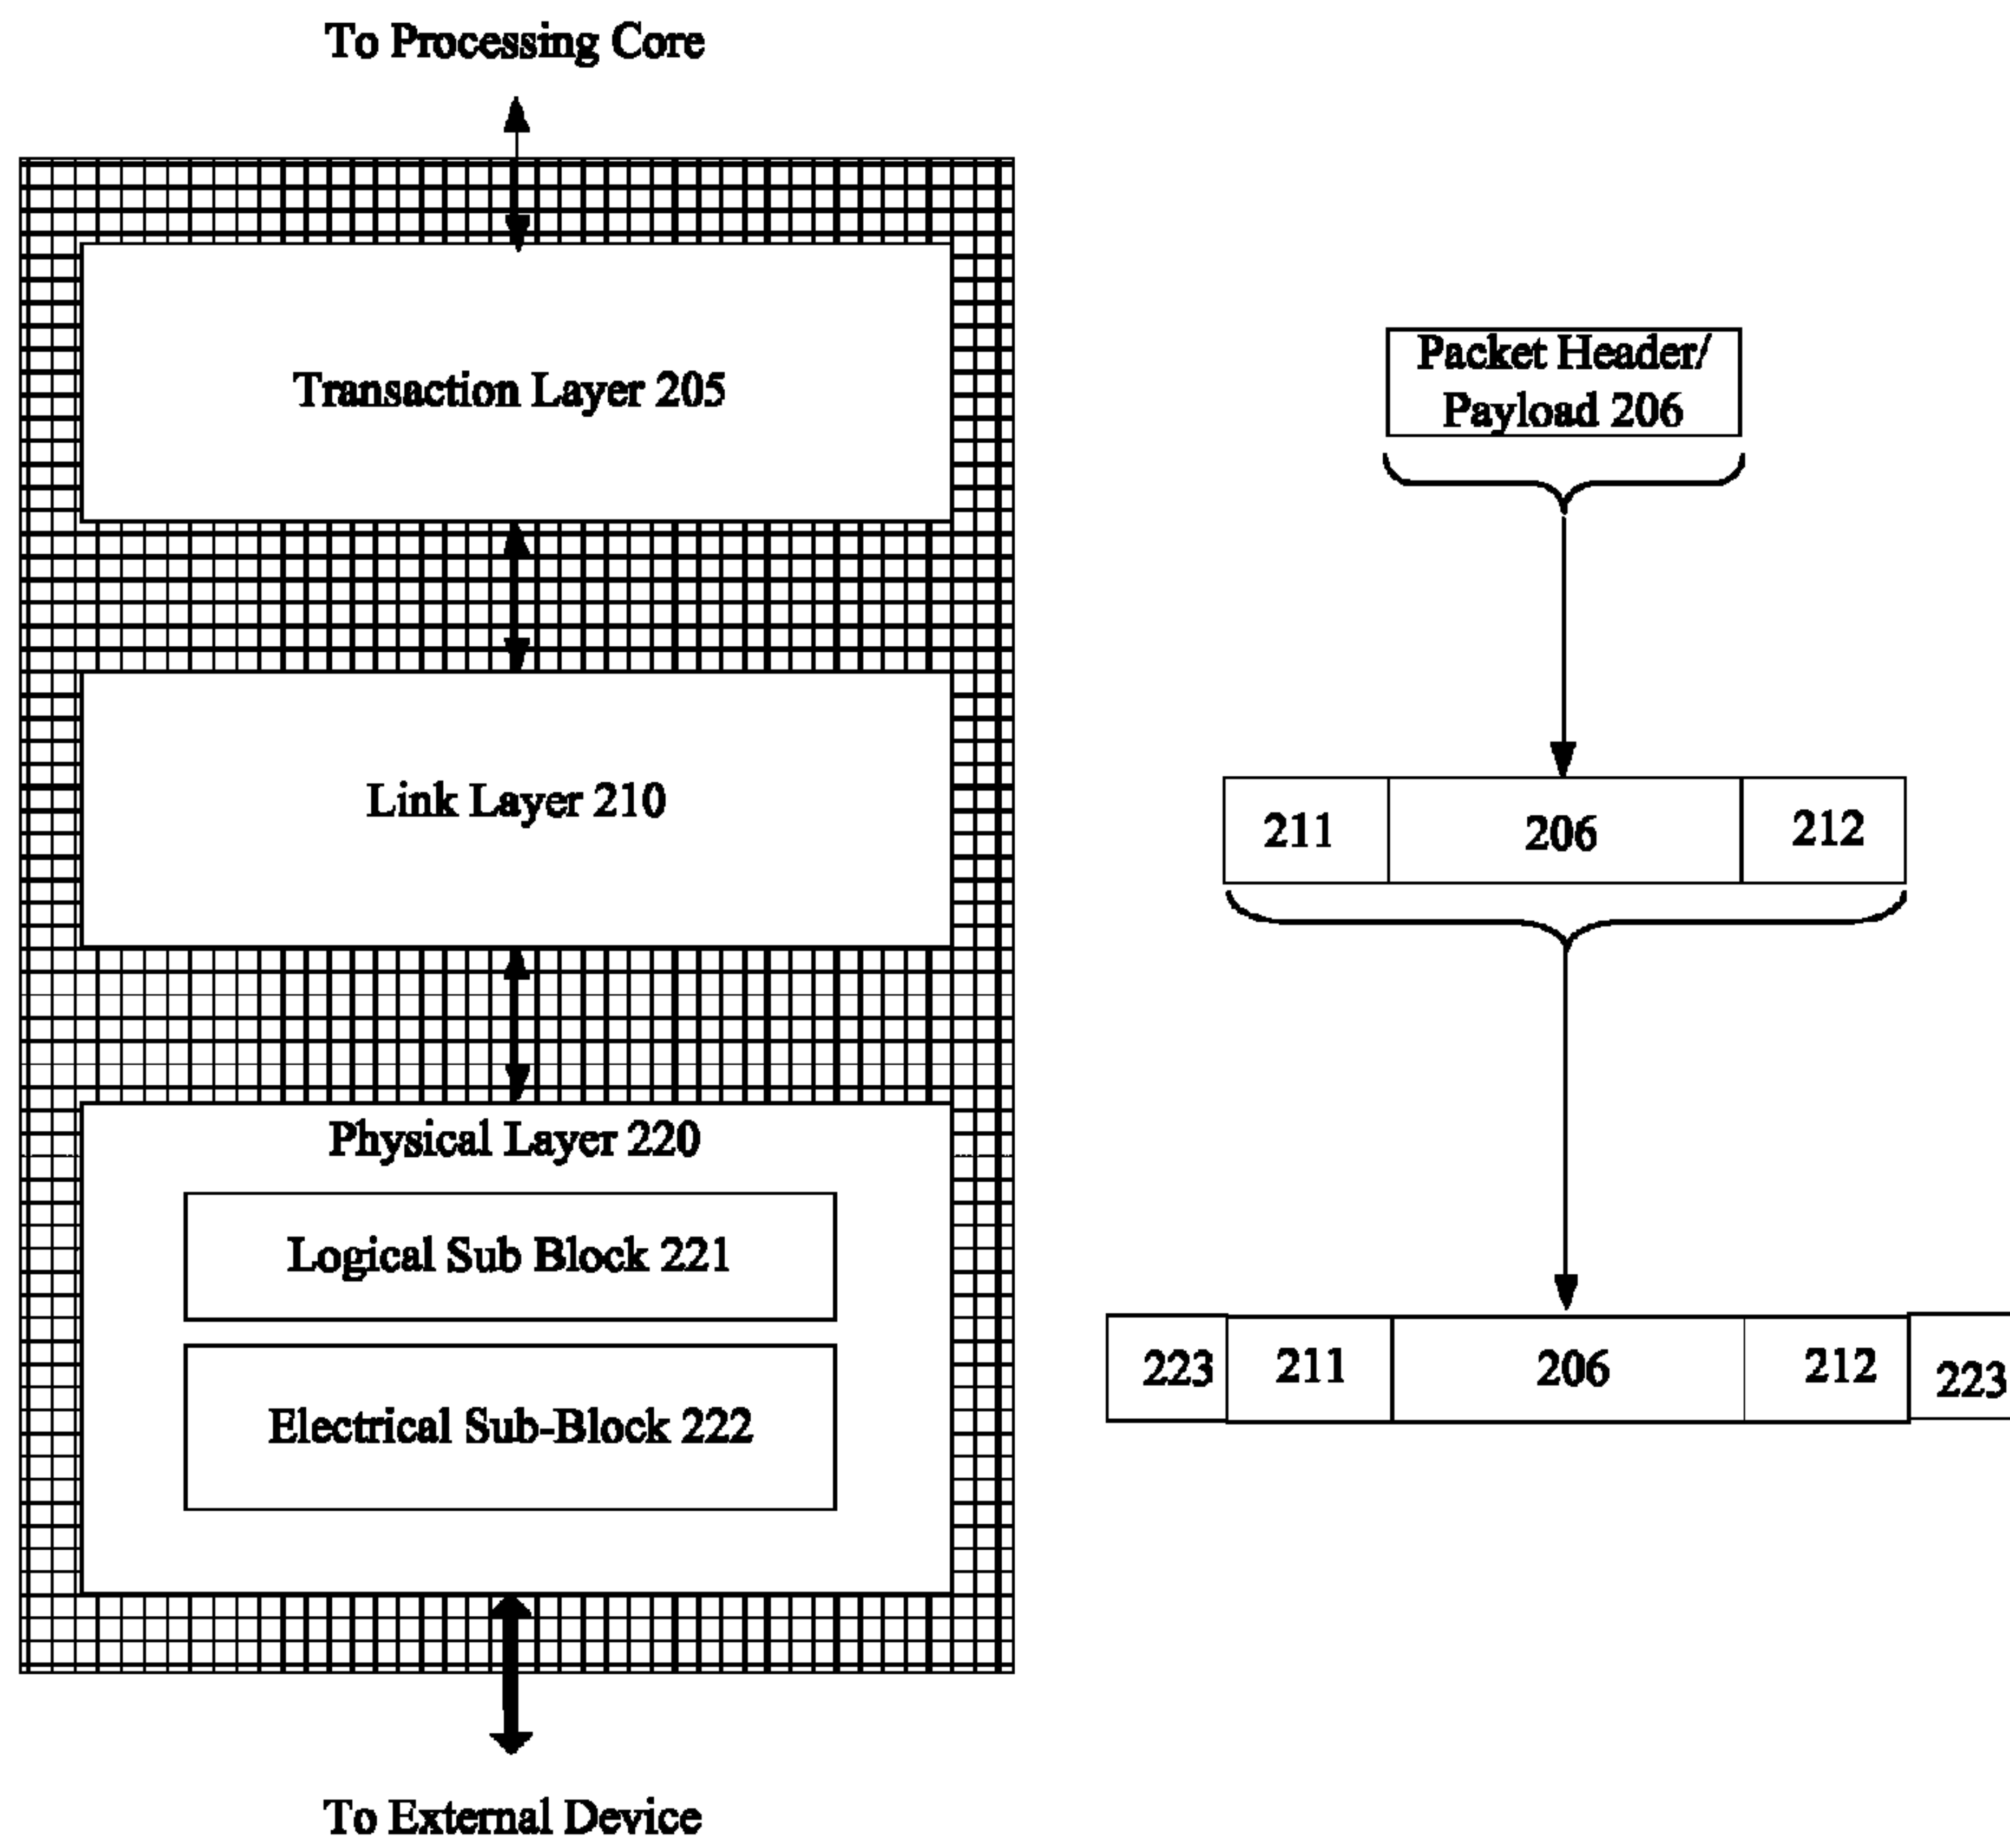 To Processing Core
Transaction Layer 205
Packet Header/
Payload 206
Link Layer 210
211 206 212
Physical Layer 220
Logical Sub Block 221
Electrical Sub-Block 222
223 211 206 212 223
To External Device